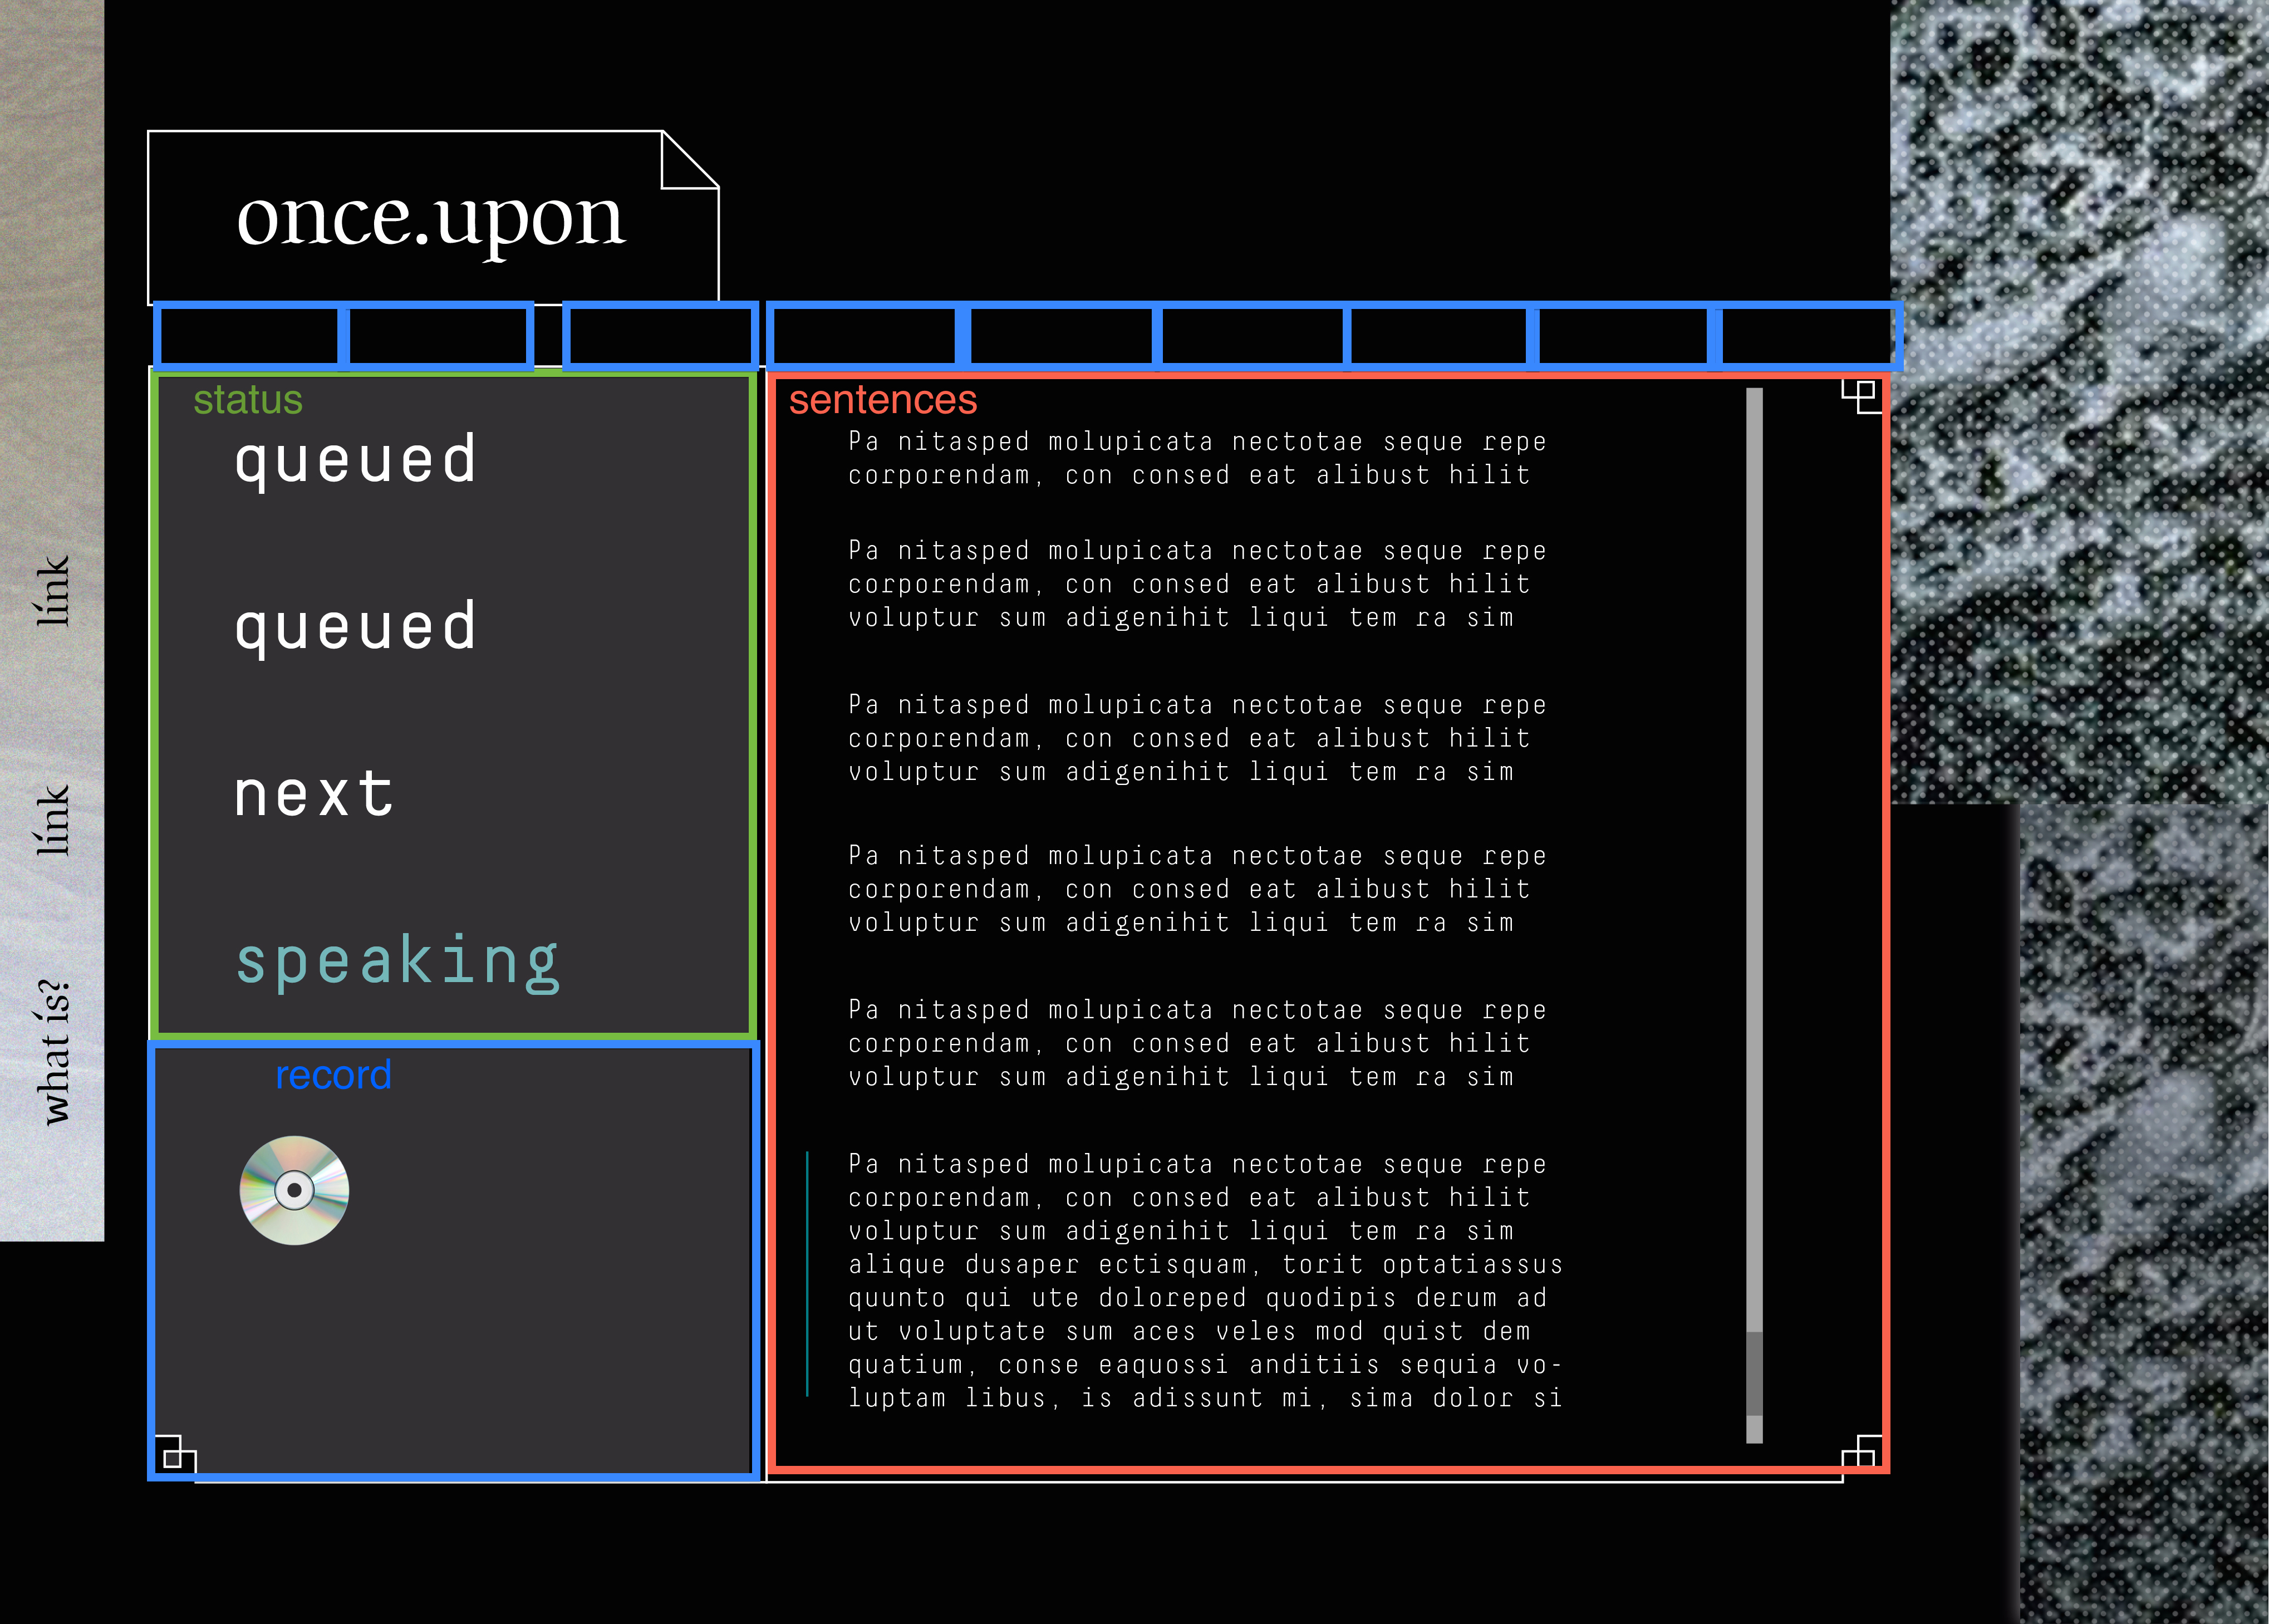 once.upon
status
queued
queued
next
speaking
record
sentences
Pa nitasped molupicata nectotae seque repe
corporendam, con consed eat alibust hilit
Pa nitasped molupicata nectotae seque repe
corporendam, con consed eat alibust hilit
voluptur sum adigenihit liqui tem ra sim
Pa nitasped molupicata nectotae seque repe
corporendam, con consed eat alibust hilit
voluptur sum adigenihit liqui tem ra sim
Pa nitasped molupicata nectotae seque repe
corporendam, con consed eat alibust hilit
voluptur sum adigenihit liqui tem ra sim
Pa nitasped molupicata nectotae seque repe
corporendam, con consed eat alibust hilit
voluptur sum adigenihit liqui tem ra sim
Pa nitasped molupicata nectotae seque repe
corporendam, con consed eat alibust hilit
voluptur sum adigenihit liqui tem ra sim
alique dusaper ectisquam, torit optatiassus
quunto qui ute doloreped quodipis derum ad
ut voluptate sum aces veles mod quist dem
quatium, conse eaquossi anditiis sequia vo-
luptam libus, is adissunt mi, sima dolor si
línk
línk
what ís?